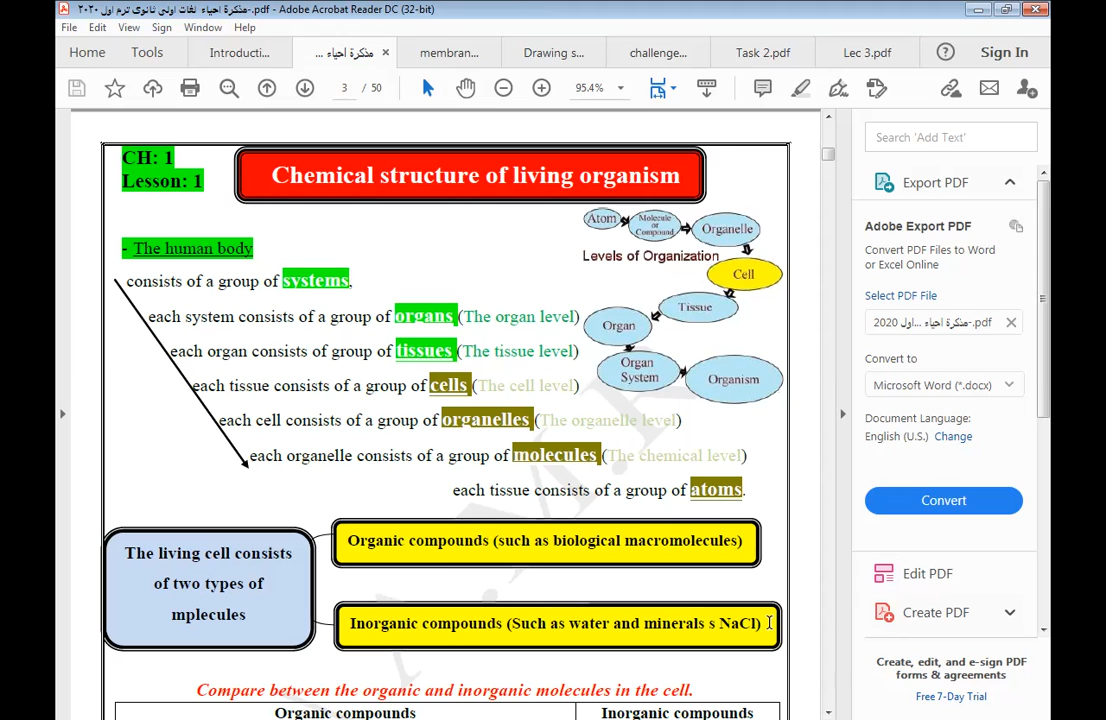 مذكرة احياء لغات اولى ثانوى ترم اول ٢٠٢٠-.pdf - Adobe Acrobat Reader DC (32-bit)
File Edit View Sign Window Help
Home Tools Introducti... مذكرة احياء ... × membran... Drawing s... challenge... Task 2.pdf Lec 3.pdf Sign In
3 / 50 95.4%
CH: 1
Lesson: 1
Chemical structure of living organism
Atom
Molecule or Compound
Organelle
Levels of Organization
Cell
Tissue
Organ
Organ System
Organism
- The human body
consists of a group of systems,
each system consists of a group of organs (The organ level)
each organ consists of group of tissues (The tissue level)
each tissue consists of a group of cells (The cell level)
each cell consists of a group of organelles (The organelle level)
each organelle consists of a group of molecules (The chemical level)
each tissue consists of a group of atoms.
The living cell consists
of two types of
mplecules
Organic compounds (such as biological macromolecules)
Inorganic compounds (Such as water and minerals s NaCl)
Compare between the organic and inorganic molecules in the cell.
Organic compounds Inorganic compounds
Search 'Add Text'
Export PDF
Adobe Export PDF
Convert PDF Files to Word
or Excel Online
Select PDF File
مذكرة احياء ...اول 2020-.pdf
Convert to
Microsoft Word (*.docx)
Document Language:
English (U.S.) Change
Convert
Edit PDF
Create PDF
Create, edit, and e-sign PDF
forms & agreements
Free 7-Day Trial